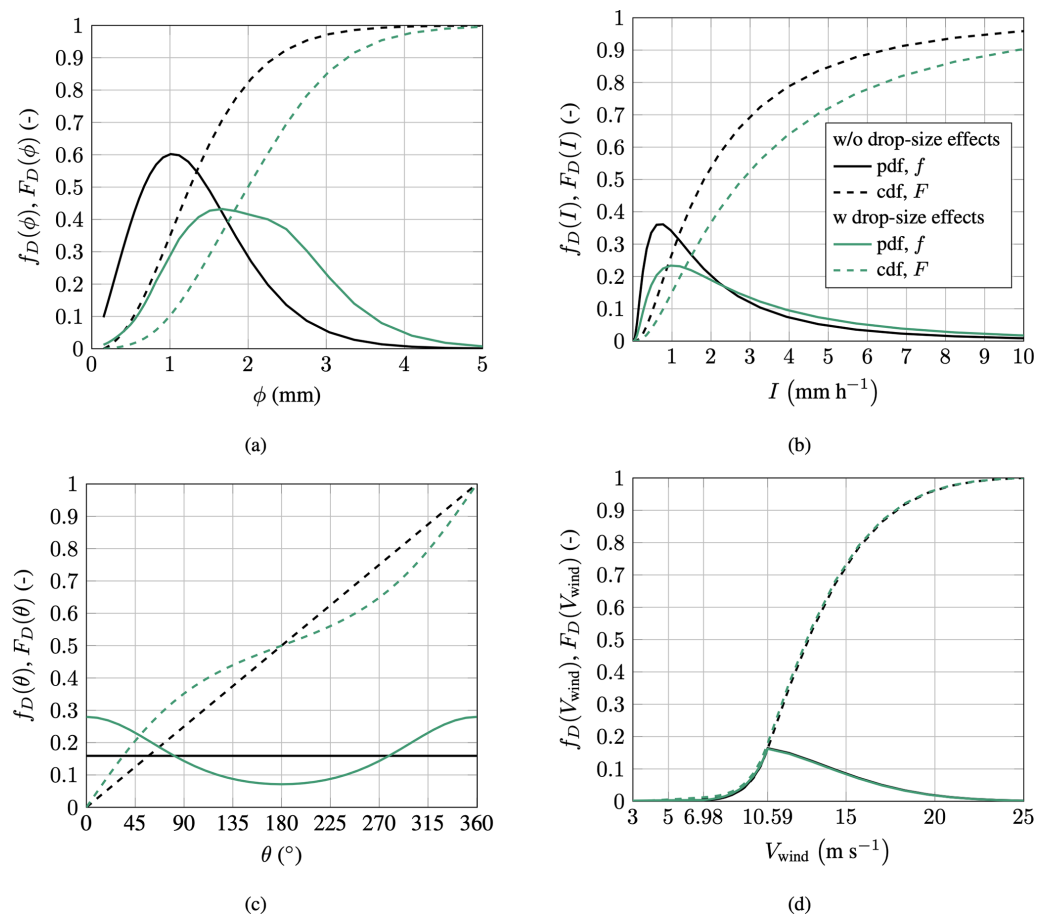 1
0.9
0.8
0.7
0.6
0.5
0.4
0.3
0.2
0.1
0
0 1 2 3 4 5
f_D(ϕ), F_D(ϕ) (-)
ϕ (mm)
(a)
1
0.9
0.8
0.7
0.6
0.5
0.4
0.3
0.2
0.1
0
1 2 3 4 5 6 7 8 9 10
f_D(I), F_D(I) (-)
I (mm h⁻¹)
w/o drop-size effects
pdf, f
cdf, F
w drop-size effects
pdf, f
cdf, F
(b)
1
0.9
0.8
0.7
0.6
0.5
0.4
0.3
0.2
0.1
0
0 45 90 135 180 225 270 315 360
f_D(θ), F_D(θ) (-)
θ (°)
(c)
1
0.9
0.8
0.7
0.6
0.5
0.4
0.3
0.2
0.1
0
3 5 6.98 10.59 15 20 25
f_D(V_wind), F_D(V_wind) (-)
V_wind (m s⁻¹)
(d)